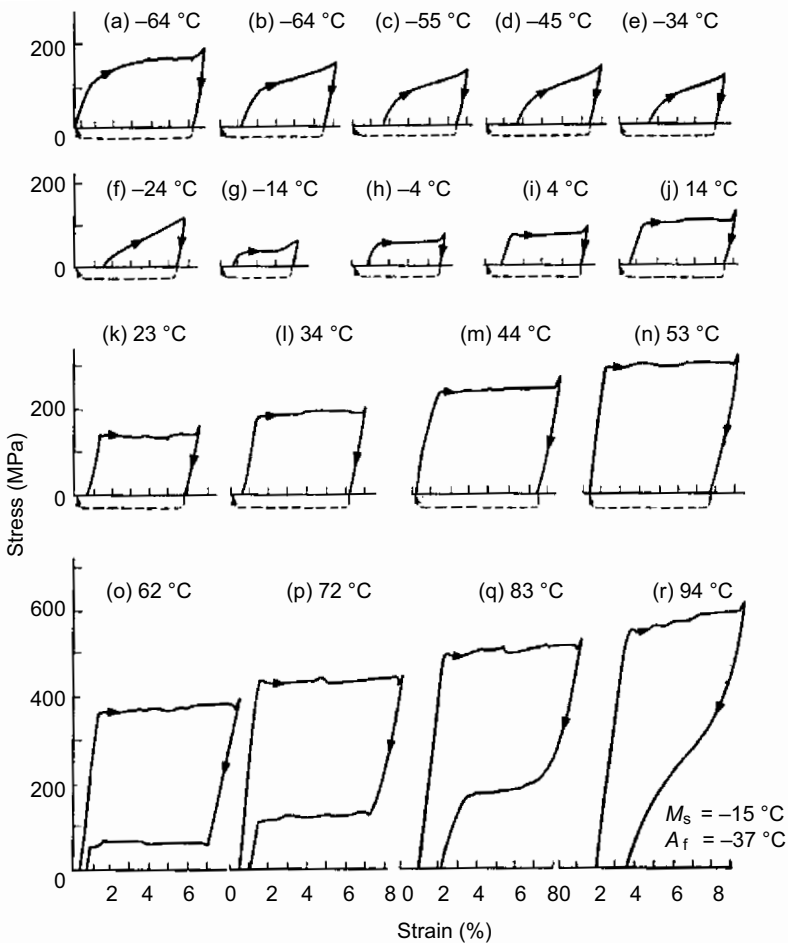 (a) –64 °C (b) –64 °C (c) –55 °C (d) –45 °C (e) –34 °C
200
0
(f) –24 °C (g) –14 °C (h) –4 °C (i) 4 °C (j) 14 °C
200
0
(k) 23 °C (l) 34 °C (m) 44 °C (n) 53 °C
200
0
Stress (MPa)
(o) 62 °C (p) 72 °C (q) 83 °C (r) 94 °C
600
400
200
0
Ms = –15 °C
Af = –37 °C
2 4 6 0 2 4 6 8 0 2 4 6 8 0 2 4 6 8
Strain (%)